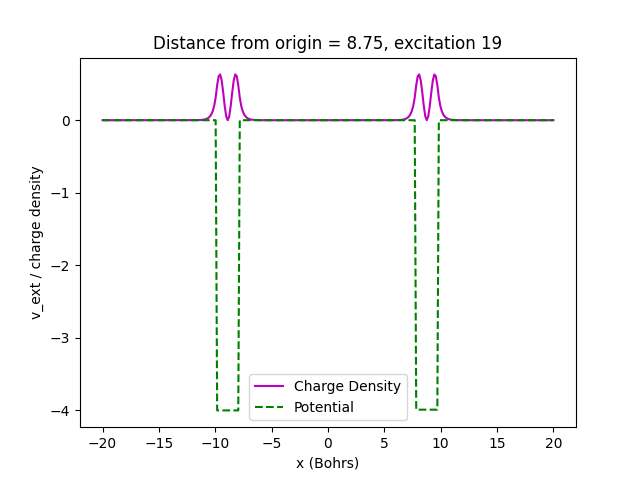 Distance from origin = 8.75, excitation 19
v_ext / charge density
0
−1
−2
−3
−4
Charge Density
Potential
−20
−15
−10
−5
0
5
10
15
20
x (Bohrs)